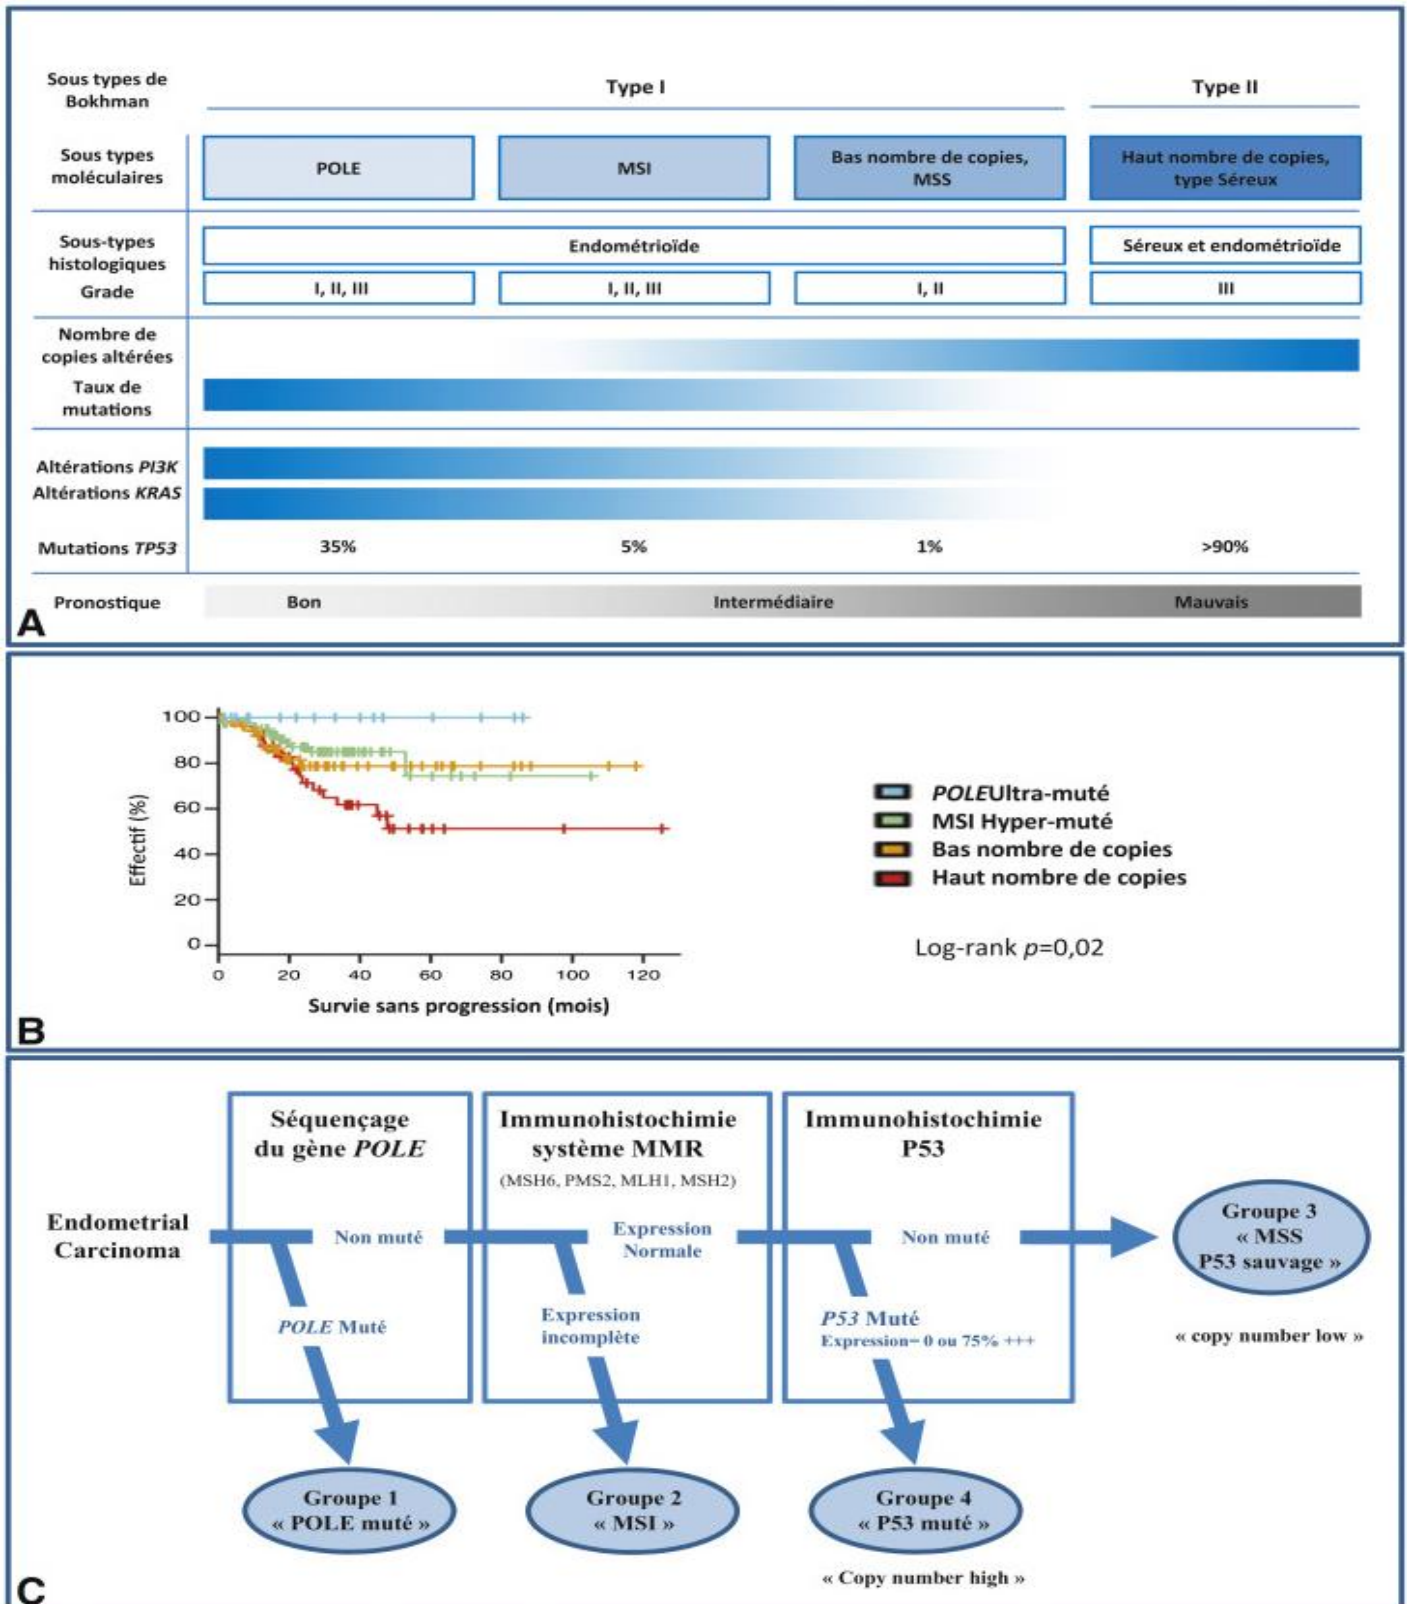 Sous types de
Bokhman
Type I
Type II
Sous types
moléculaires
POLE
MSI
Bas nombre de copies,
MSS
Haut nombre de copies,
type Séreux
Sous-types
histologiques
Endométrioïde
Séreux et endométrioïde
Grade
I, II, III
I, II, III
I, II
III
Nombre de
copies altérées
Taux de
mutations
Altérations PI3K
Altérations KRAS
Mutations TP53
35%
5%
1%
>90%
Pronostique
Bon
Intermédiaire
Mauvais
A
100
80
60
40
20
0
Effectif (%)
0
20
40
60
80
100
120
Survie sans progression (mois)
POLEUltra-muté
MSI Hyper-muté
Bas nombre de copies
Haut nombre de copies
Log-rank p=0,02
B
Séquençage
du gène POLE
Immunohistochimie
système MMR
(MSH6, PMS2, MLH1, MSH2)
Immunohistochimie
P53
Endometrial
Carcinoma
Non muté
Expression
Normale
Non muté
Groupe 3
« MSS
P53 sauvage »
« copy number low »
POLE Muté
Expression
incomplète
P53 Muté
Expression= 0 ou 75% +++
Groupe 1
« POLE muté »
Groupe 2
« MSI »
Groupe 4
« P53 muté »
« Copy number high »
C